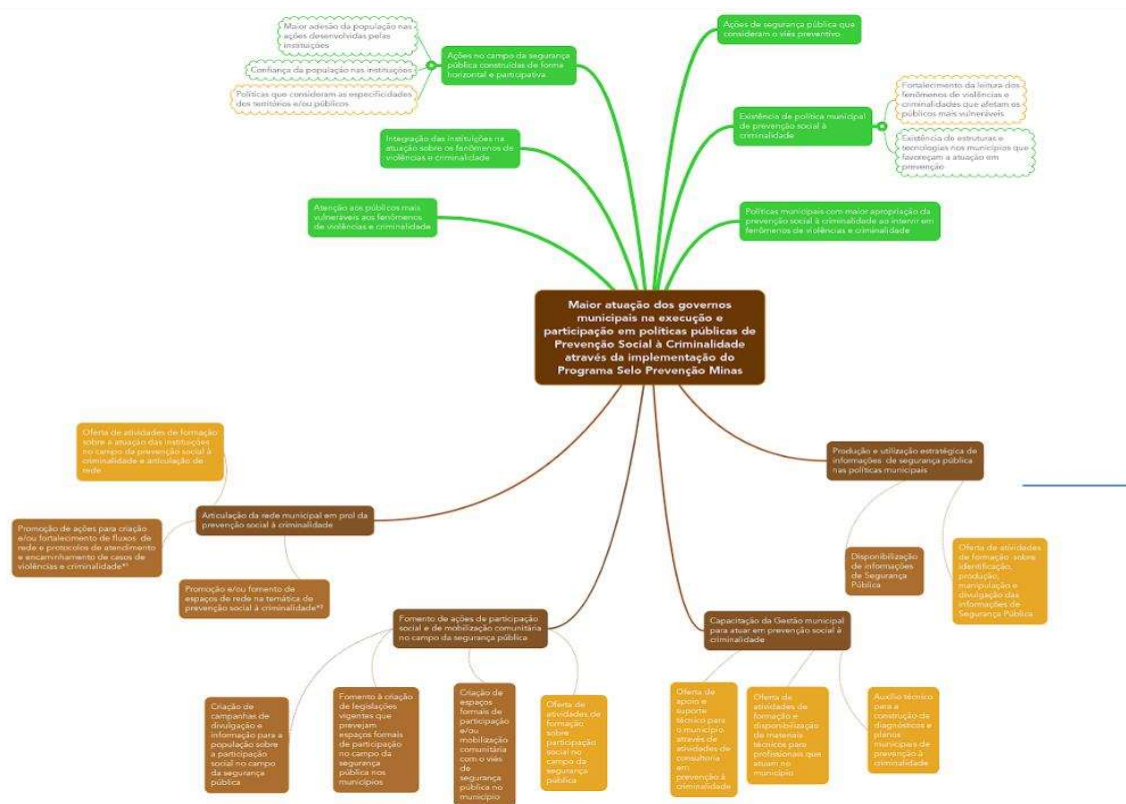 Maior adesão da população nas
ações desenvolvidas pelas
instituições
Confiança da população nas instituições
Políticas que consideram as especificidades
dos territórios e/ou públicos
Ações no campo da segurança
pública construídas de forma
horizontal e participativa
Integração das instituições na
atuação sobre os fenômenos de
violências e criminalidade
Atenção aos públicos mais
vulneráveis aos fenômenos
de violências e criminalidade
Ações de segurança pública que
consideram o viés preventivo
Existência de política municipal
de prevenção social à
criminalidade
Fortalecimento da leitura dos
fenômenos de violências e
criminalidades que afetam os
públicos mais vulneráveis
Existência de estruturas e
tecnologias nos municípios que
favoreçam a atuação em
prevenção
Políticas municipais com maior apropriação da
prevenção social à criminalidade ao intervir em
fenômenos de violências e criminalidade
Maior atuação dos governos
municipais na execução e
participação em políticas públicas de
Prevenção Social à Criminalidade
através da implementação do
Programa Selo Prevenção Minas
Oferta de atividades de formação
sobre a atuação das instituições
no campo da prevenção social à
criminalidade e articulação de
rede
Articulação da rede municipal em prol da
prevenção social à criminalidade
Promoção de ações para criação
e/ou fortalecimento de fluxos de
rede e protocolos de atendimento
e encaminhamento de casos de
violências e criminalidade
Promoção e/ou fomento de
espaços de rede na temática de
prevenção social à criminalidade
Fomento de ações de participação
social e de mobilização comunitária
no campo da segurança pública
Criação de
campanhas de
divulgação e
informação para a
população sobre
a participação
social no campo
da segurança
pública
Fomento à criação
de legislações
vigentes que
prevejam
espaços formais
de participação
no campo da
segurança
pública nos
municípios
Criação de
espaços
formais de
participação
e/ou
mobilização
comunitária
com o viés
de
segurança
pública no
município
Oferta de
atividades de
formação
sobre
participação
social no
campo da
segurança
pública
Produção e utilização estratégica de
informações de segurança pública
nas políticas municipais
Disponibilização
de informações
de Segurança
Pública
Oferta de atividades
de formação sobre
identificação,
produção,
manipulação e
divulgação das
informações de
Segurança Pública
Capacitação da Gestão municipal
para atuar em prevenção social à
criminalidade
Oferta de
apoio e
suporte
técnico para
o município
através de
atividades de
consultoria
em
prevenção à
criminalidade
Oferta de
atividades de
formação e
disponibilização
de materiais
técnicos para
profissionais que
atuam no
município
Auxílio técnico
para a
construção de
diagnósticos e
planos
municipais de
prevenção à
criminalidade